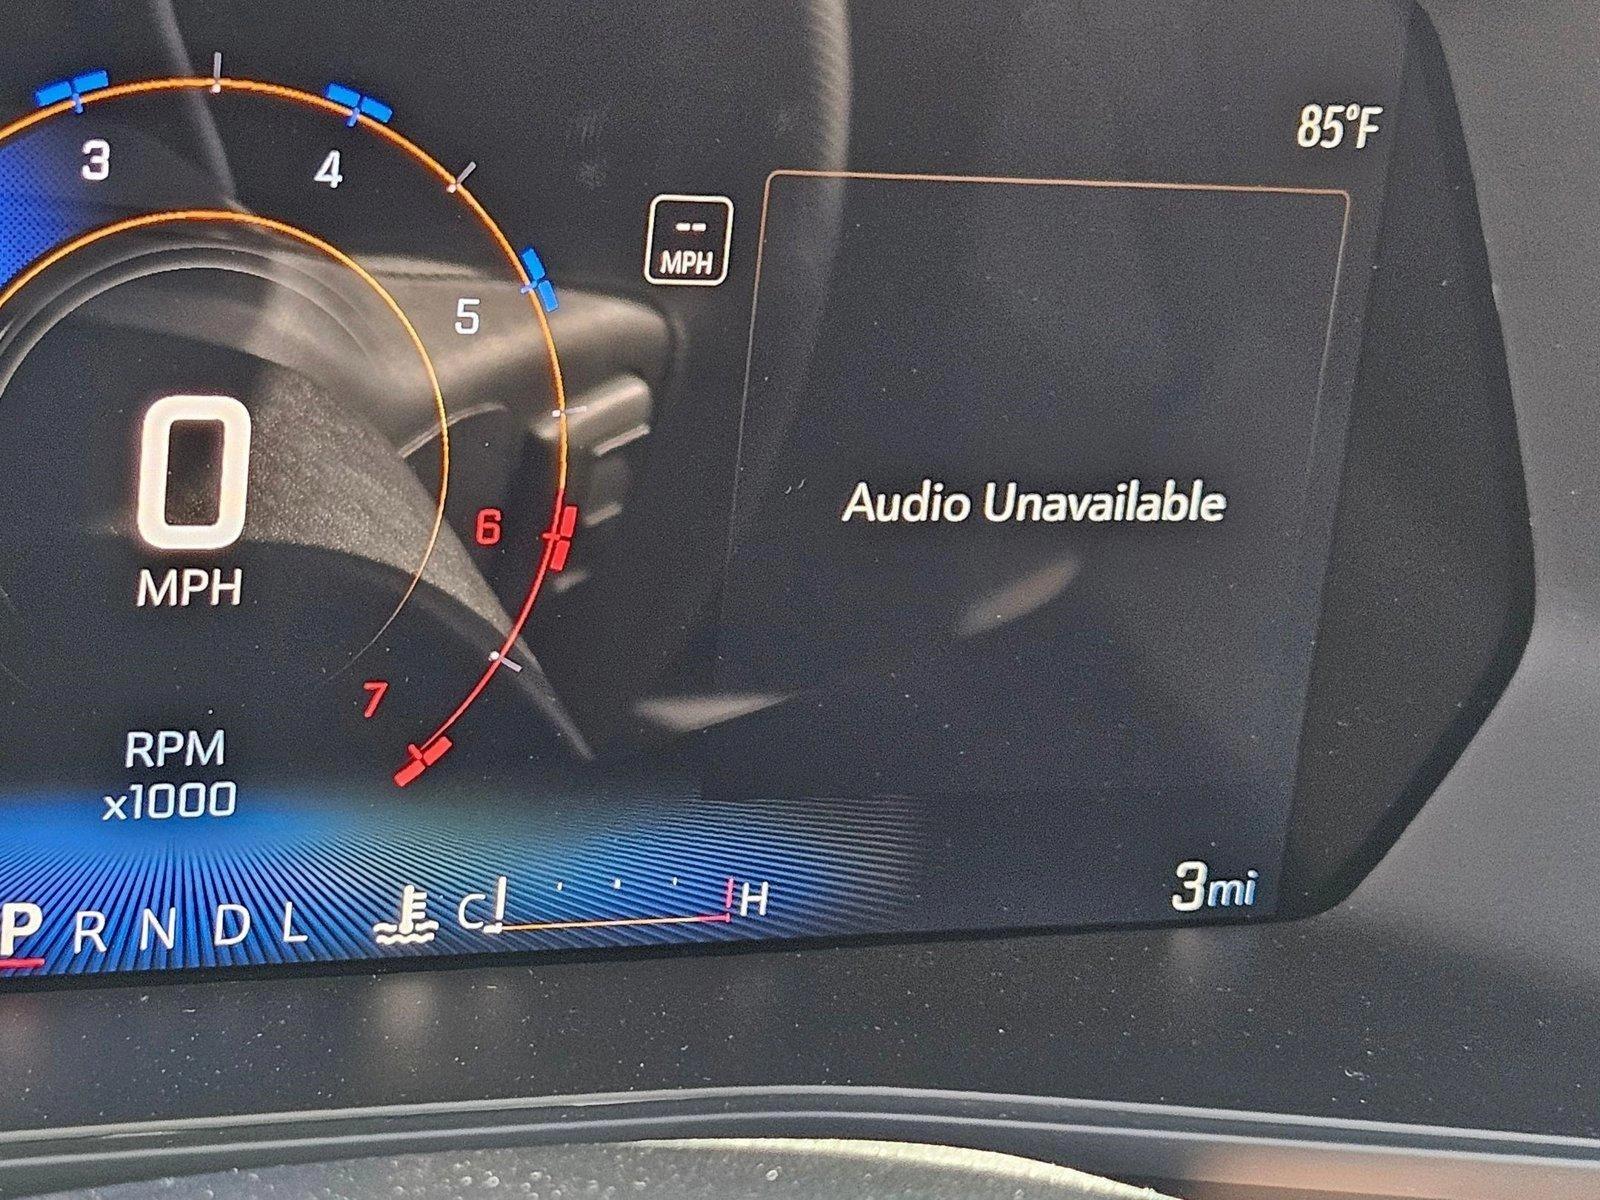 85°F
3
4
--
MPH
5
0
MPH
Audio Unavailable
6
7
RPM
x1000
3mi
P R N D L
C H